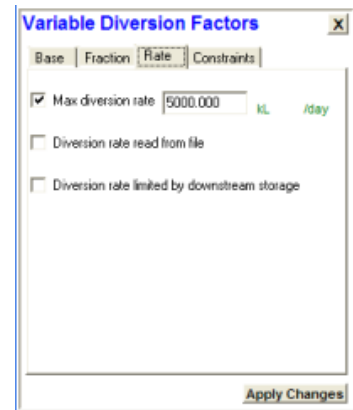 Variable Diversion Factors X
Base Fraction Rate Constraints
Max diversion rate 5000.000 kL /day
Diversion rate read from file
Diversion rate limited by downstream storage
Apply Changes